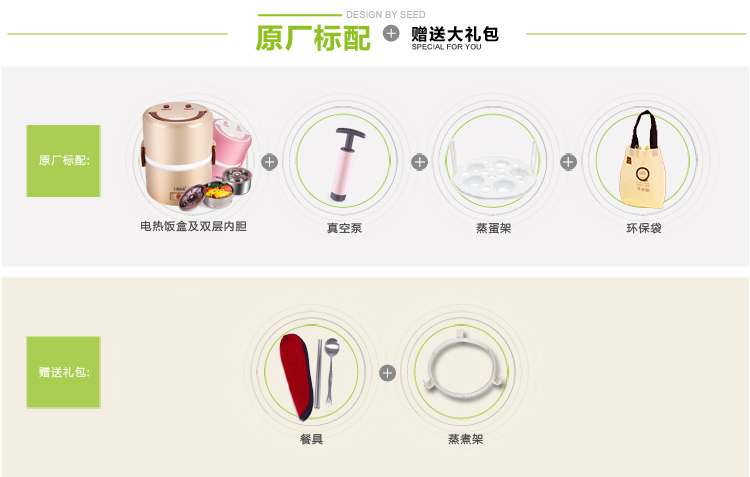 DESIGN BY SEED
原厂标配 + 赠送大礼包
SPECIAL FOR YOU
原厂标配:
电热饭盒及双层内胆
真空泵
蒸蛋架
环保袋
赠送礼包:
餐具
蒸煮架